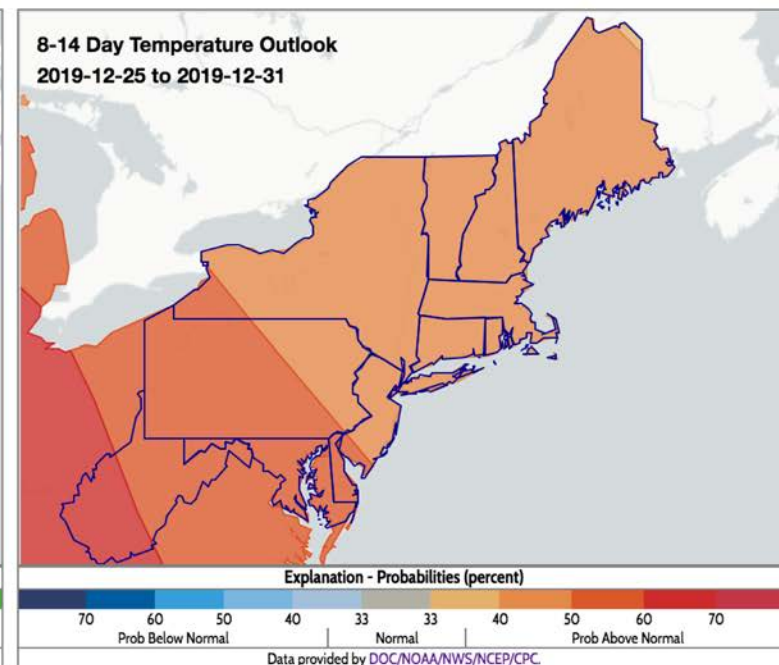 8-14 Day Temperature Outlook
2019-12-25 to 2019-12-31
Explanation - Probabilities (percent)
70 60 50 40 33 33 40 50 60 70
Prob Below Normal | Normal | Prob Above Normal
Data provided by DOC/NOAA/NWS/NCEP/CPC.